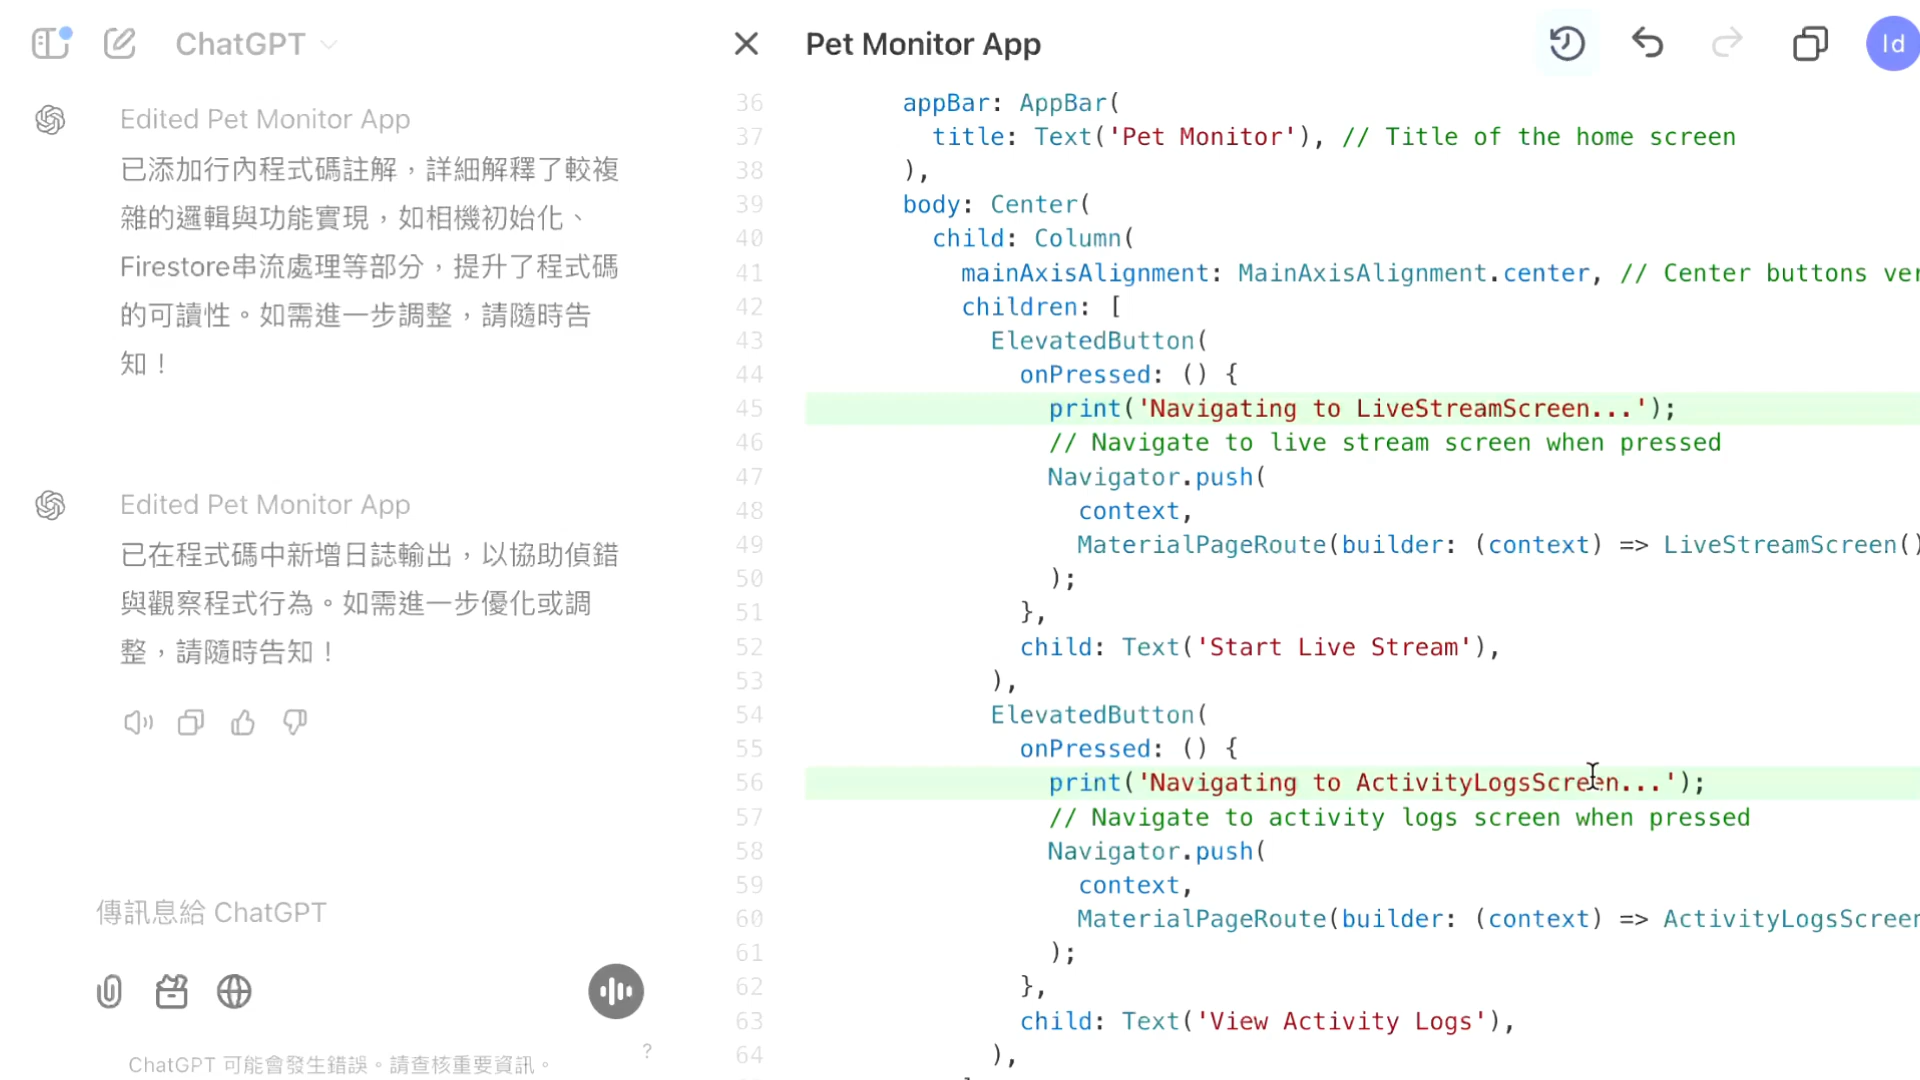 ChatGPT
Edited Pet Monitor App
已添加行內程式碼註解，詳細解釋了較複
雜的邏輯與功能實現，如相機初始化、
Firestore串流處理等部分，提升了程式碼
的可讀性。如需進一步調整，請隨時告
知！
Edited Pet Monitor App
已在程式碼中新增日誌輸出，以協助偵錯
與觀察程式行為。如需進一步優化或調
整，請隨時告知！
傳訊息給 ChatGPT
ChatGPT 可能會發生錯誤。請查核重要資訊。
?
Pet Monitor App
Id
36 appBar: AppBar(
37 title: Text('Pet Monitor'), // Title of the home screen
38 ),
39 body: Center(
40 child: Column(
41 mainAxisAlignment: MainAxisAlignment.center, // Center buttons ver
42 children: [
43 ElevatedButton(
44 onPressed: () {
45 print('Navigating to LiveStreamScreen...');
46 // Navigate to live stream screen when pressed
47 Navigator.push(
48 context,
49 MaterialPageRoute(builder: (context) => LiveStreamScreen()
50 );
51 },
52 child: Text('Start Live Stream'),
53 ),
54 ElevatedButton(
55 onPressed: () {
56 print('Navigating to ActivityLogsScreen...');
57 // Navigate to activity logs screen when pressed
58 Navigator.push(
59 context,
60 MaterialPageRoute(builder: (context) => ActivityLogsScreen
61 );
62 },
63 child: Text('View Activity Logs'),
64 ),